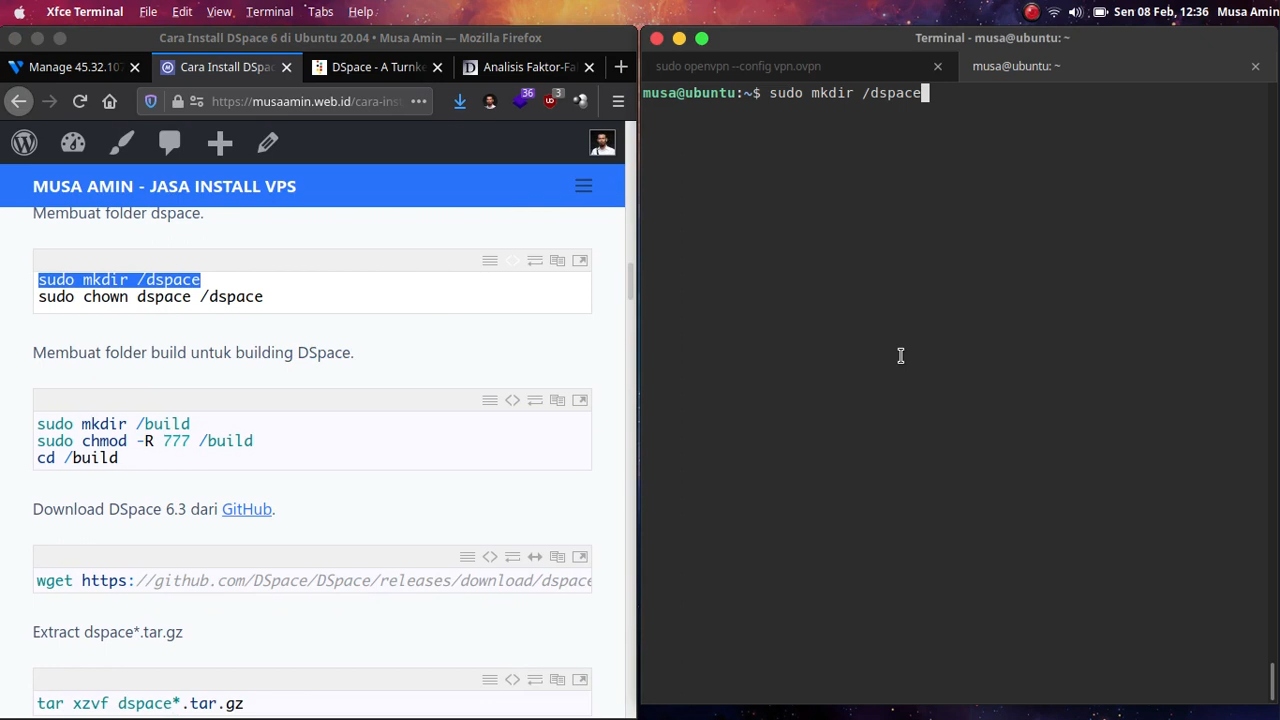 Xfce Terminal File Edit View Terminal Tabs Help
Sen 08 Feb, 12:36 Musa Amin
Cara Install DSpace 6 di Ubuntu 20.04 • Musa Amin — Mozilla Firefox
Manage 45.32.107
Cara Install DSpac
DSpace - A Turnke
Analisis Faktor-Fa
https://musaamin.web.id/cara-inst
36
3
MUSA AMIN - JASA INSTALL VPS
Membuat folder dspace.
sudo mkdir /dspace
sudo chown dspace /dspace
Membuat folder build untuk building DSpace.
sudo mkdir /build
sudo chmod -R 777 /build
cd /build
Download DSpace 6.3 dari GitHub.
wget https://github.com/DSpace/DSpace/releases/download/dspace
Extract dspace*.tar.gz
tar xzvf dspace*.tar.gz
Terminal - musa@ubuntu: ~
sudo openvpn --config vpn.ovpn
musa@ubuntu: ~
musa@ubuntu:~$ sudo mkdir /dspace